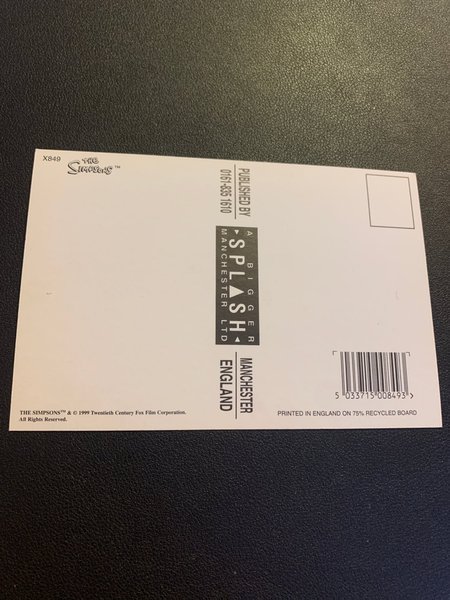 X849
THE
SIMPSONS™
PUBLISHED BY
0161-835 1610
A BIGGER
SPLASH
MANCHESTER LTD
MANCHESTER
ENGLAND
THE SIMPSONS™ & © 1999 Twentieth Century Fox Film Corporation.
All Rights Reserved.
5 033715 008493 >
PRINTED IN ENGLAND ON 75% RECYCLED BOARD